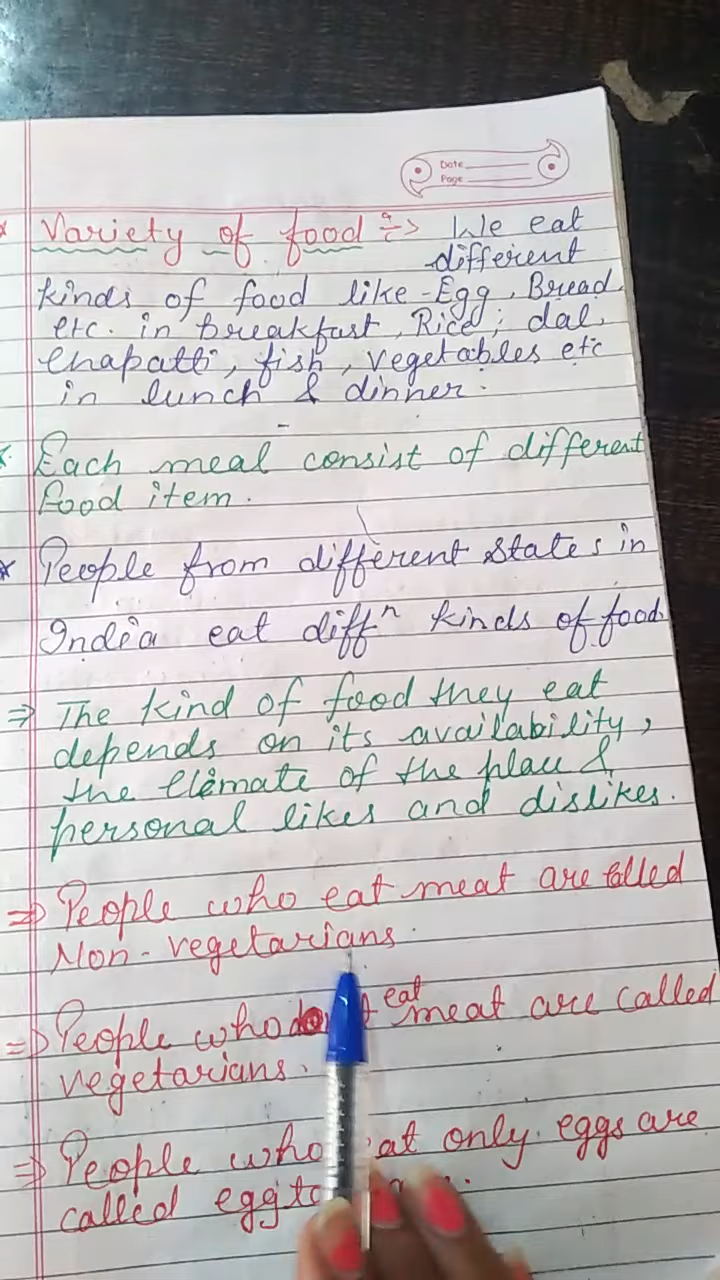 Date
Page
* Variety of food ÷> We eat
different
kinds of food like - Egg, Bread,
etc. in breakfast, Rice, dal,
Chapatti, fish, vegetables etc
in lunch & dinner.
* Each meal consist of different
food item.
* People from different states in
India eat diffⁿ kinds of food.
⇒ The kind of food they eat
depends on its availability,
the climate of the place &
personal likes and dislikes.
⇒ People who eat meat are called
Non-vegetarians.
⇒ People who eat meat are called
vegetarians.
⇒ People who eat only eggs are
called